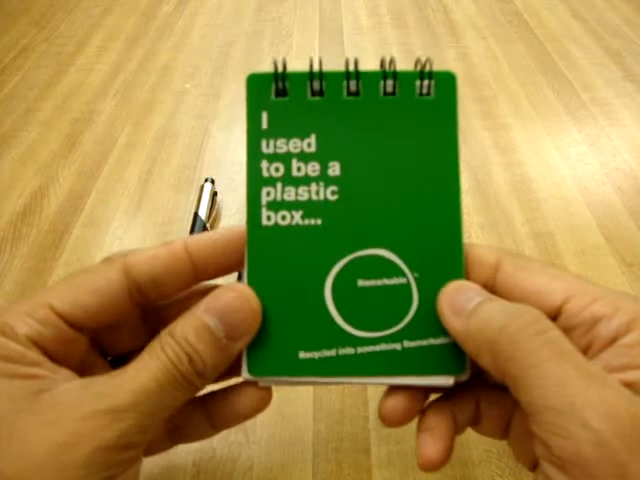 I
used
to be a
plastic
box...
Remarkable
Recycled into something Remarkable